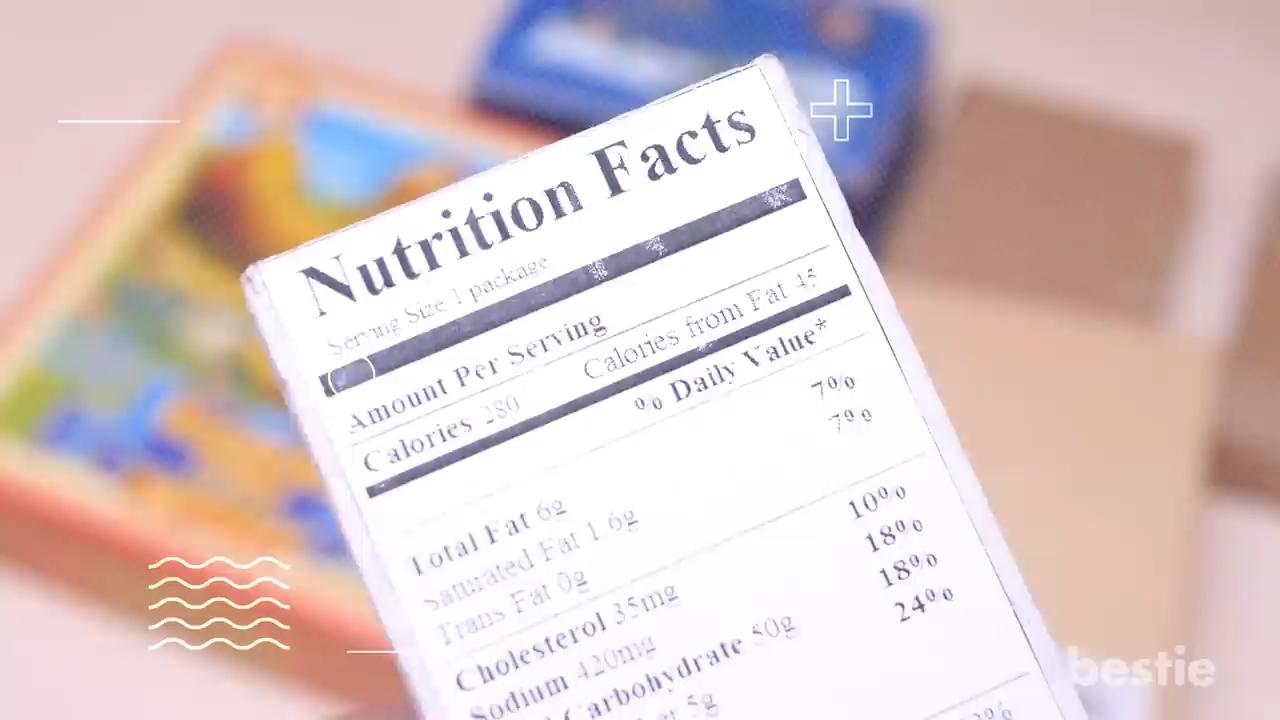 Nutrition Facts
Serving Size 1 package
Amount Per Serving
Calories 280 Calories from Fat 45
% Daily Value*
Total Fat 6g 7%
Saturated Fat 1.6g 7%
Trans Fat 0g
Cholesterol 35mg 10%
Sodium 420mg 18%
Carbohydrate 50g 18%
5g 24%
bestie